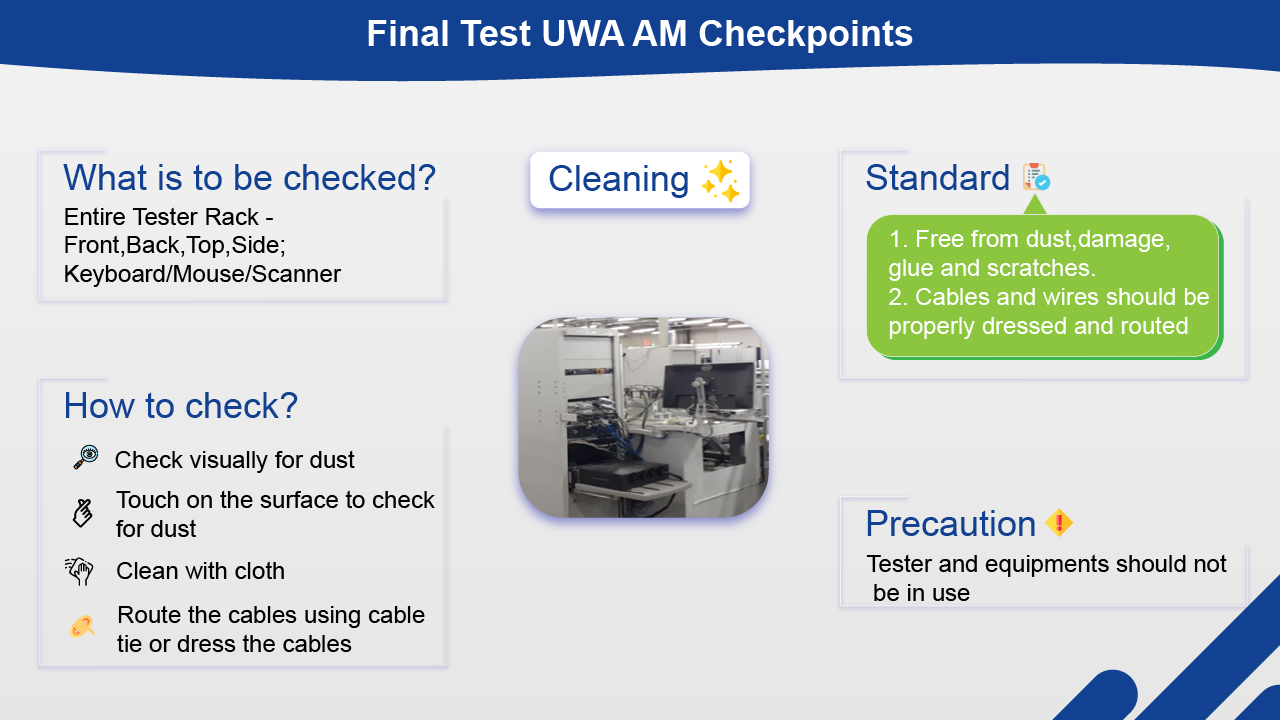 Final Test UWA AM Checkpoints
What is to be checked?
Entire Tester Rack -
Front,Back,Top,Side;
Keyboard/Mouse/Scanner
How to check?
Check visually for dust
Touch on the surface to check
for dust
Clean with cloth
Route the cables using cable
tie or dress the cables
Cleaning
Standard
1. Free from dust,damage,
glue and scratches.
2. Cables and wires should be
properly dressed and routed
Precaution
Tester and equipments should not
be in use